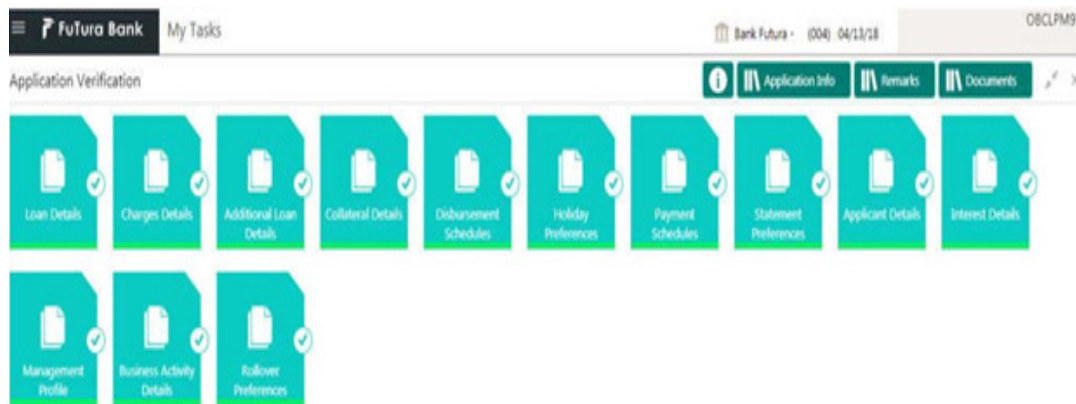 FuTura Bank My Tasks Bank Futura - (004) 04/13/18 OBCLPM9
Application Verification Application Info Remarks Documents
Loan Details
Charges Details
Additional Loan
Details
Collateral Details
Disbursement
Schedules
Holiday
Preferences
Payment
Schedules
Statement
Preferences
Applicant Details
Interest Details
Management
Profile
Business Activity
Details
Rollover
Preferences